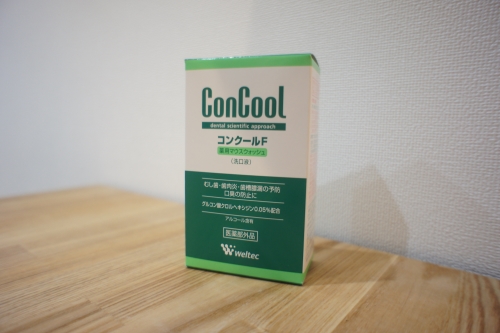 ConCool
dental scientific approach
コンクールF
薬用マウスウォッシュ
(洗口液)
むし歯・歯肉炎・歯槽膿漏の予防
口臭の防止に
グルコン酸クロルヘキシジン0.05%配合
アルコール含有
医薬部外品
Weltec